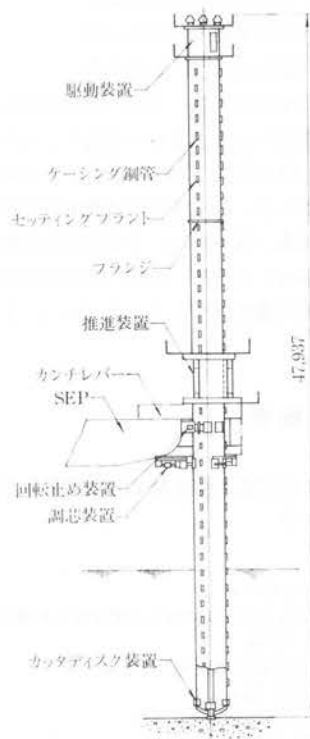 駆動装置
ケーシング鋼管
セッティングプラント
フランジ
推進装置
カンチレバー
SEP
回転止め装置
調芯装置
カッタディスク装置
47,937